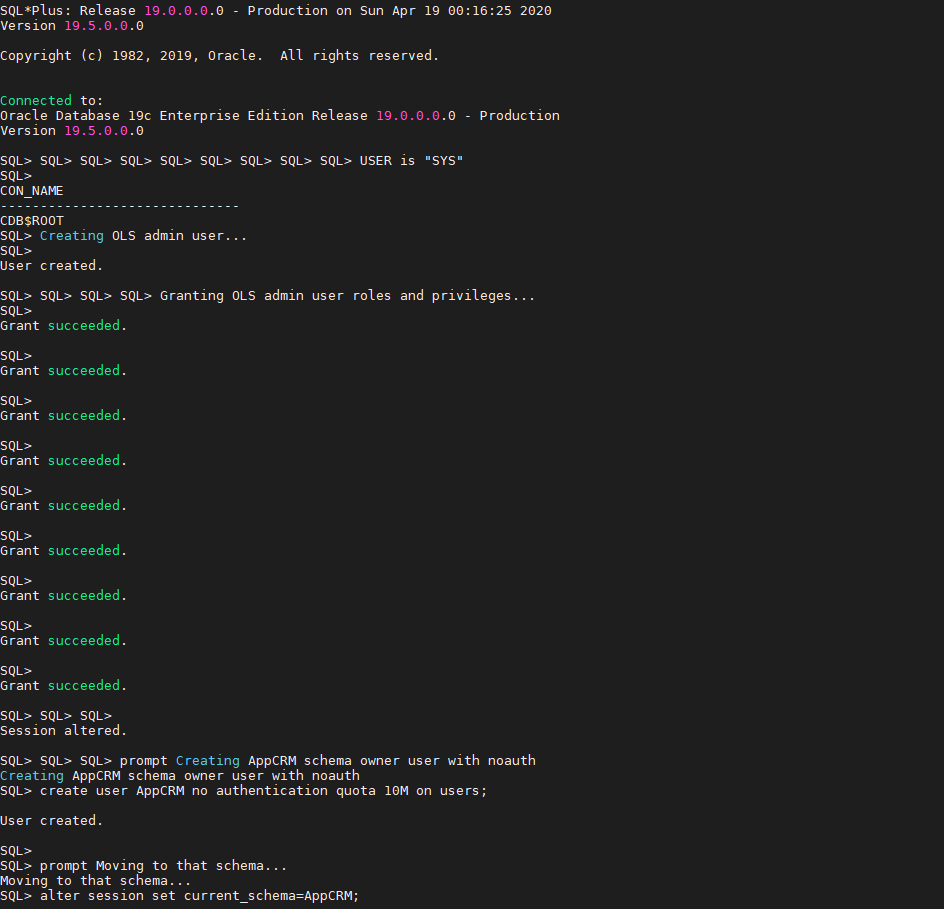 SQL*Plus: Release 19.0.0.0.0 - Production on Sun Apr 19 00:16:25 2020
Version 19.5.0.0.0
Copyright (c) 1982, 2019, Oracle.  All rights reserved.
Connected to:
Oracle Database 19c Enterprise Edition Release 19.0.0.0.0 - Production
Version 19.5.0.0.0
SQL> SQL> SQL> SQL> SQL> SQL> SQL> SQL> SQL> USER is "SYS"
SQL>
CON_NAME
------------------------------
CDB$ROOT
SQL> Creating OLS admin user...
SQL>
User created.
SQL> SQL> SQL> SQL> Granting OLS admin user roles and privileges...
SQL>
Grant succeeded.
SQL>
Grant succeeded.
SQL>
Grant succeeded.
SQL>
Grant succeeded.
SQL>
Grant succeeded.
SQL>
Grant succeeded.
SQL>
Grant succeeded.
SQL>
Grant succeeded.
SQL>
Grant succeeded.
SQL> SQL> SQL>
Session altered.
SQL> SQL> SQL> prompt Creating AppCRM schema owner user with noauth
Creating AppCRM schema owner user with noauth
SQL> create user AppCRM no authentication quota 10M on users;
User created.
SQL>
SQL> prompt Moving to that schema...
Moving to that schema...
SQL> alter session set current_schema=AppCRM;